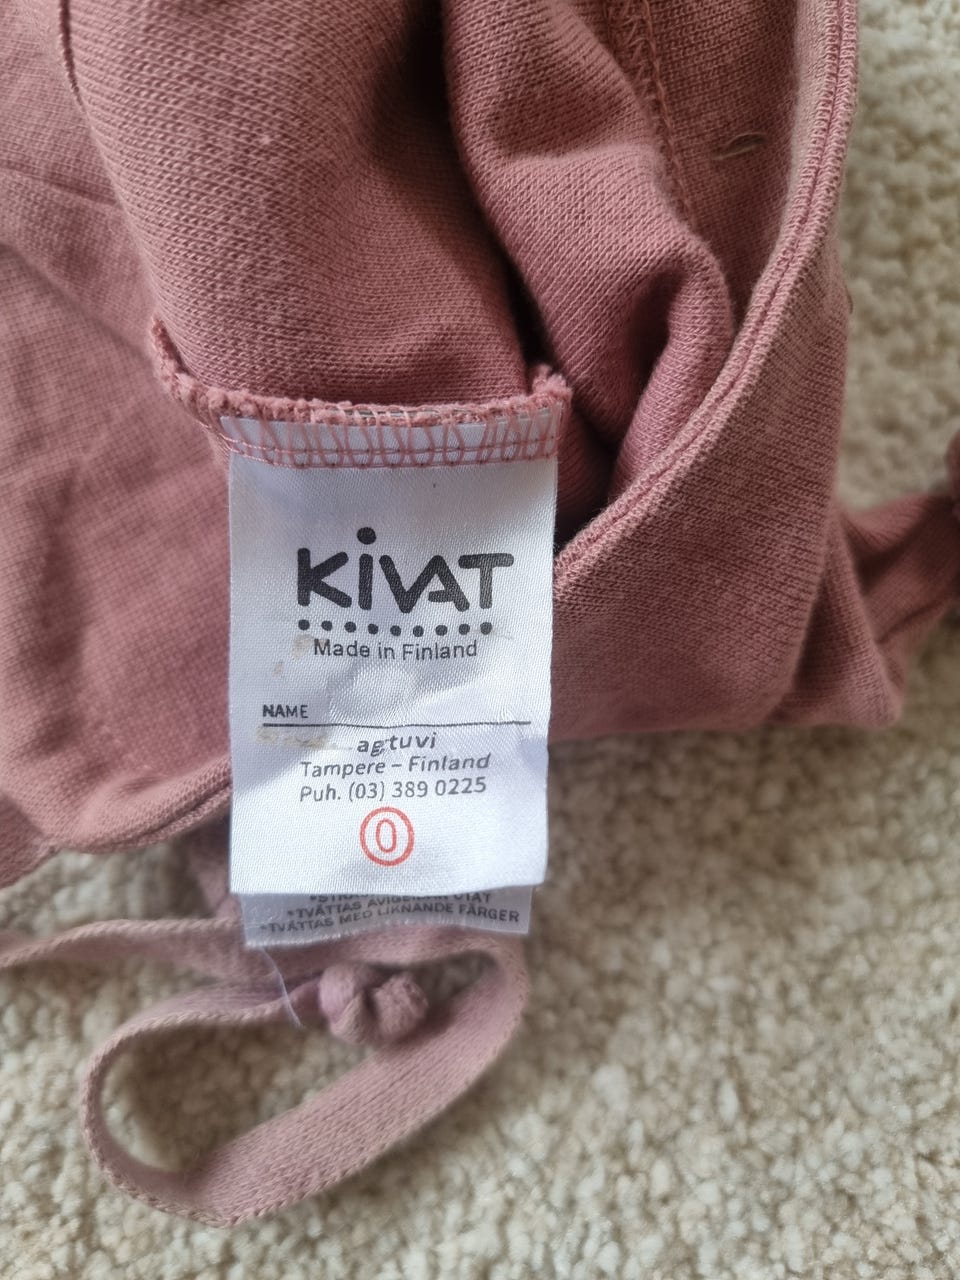 KiVAT
Made in Finland
NAME
agtuvi
Tampere – Finland
Puh. (03) 389 0225
0
AVIGSIDAN UTÅT
•TVÄTTAS MED LIKNANDE FÄRGER